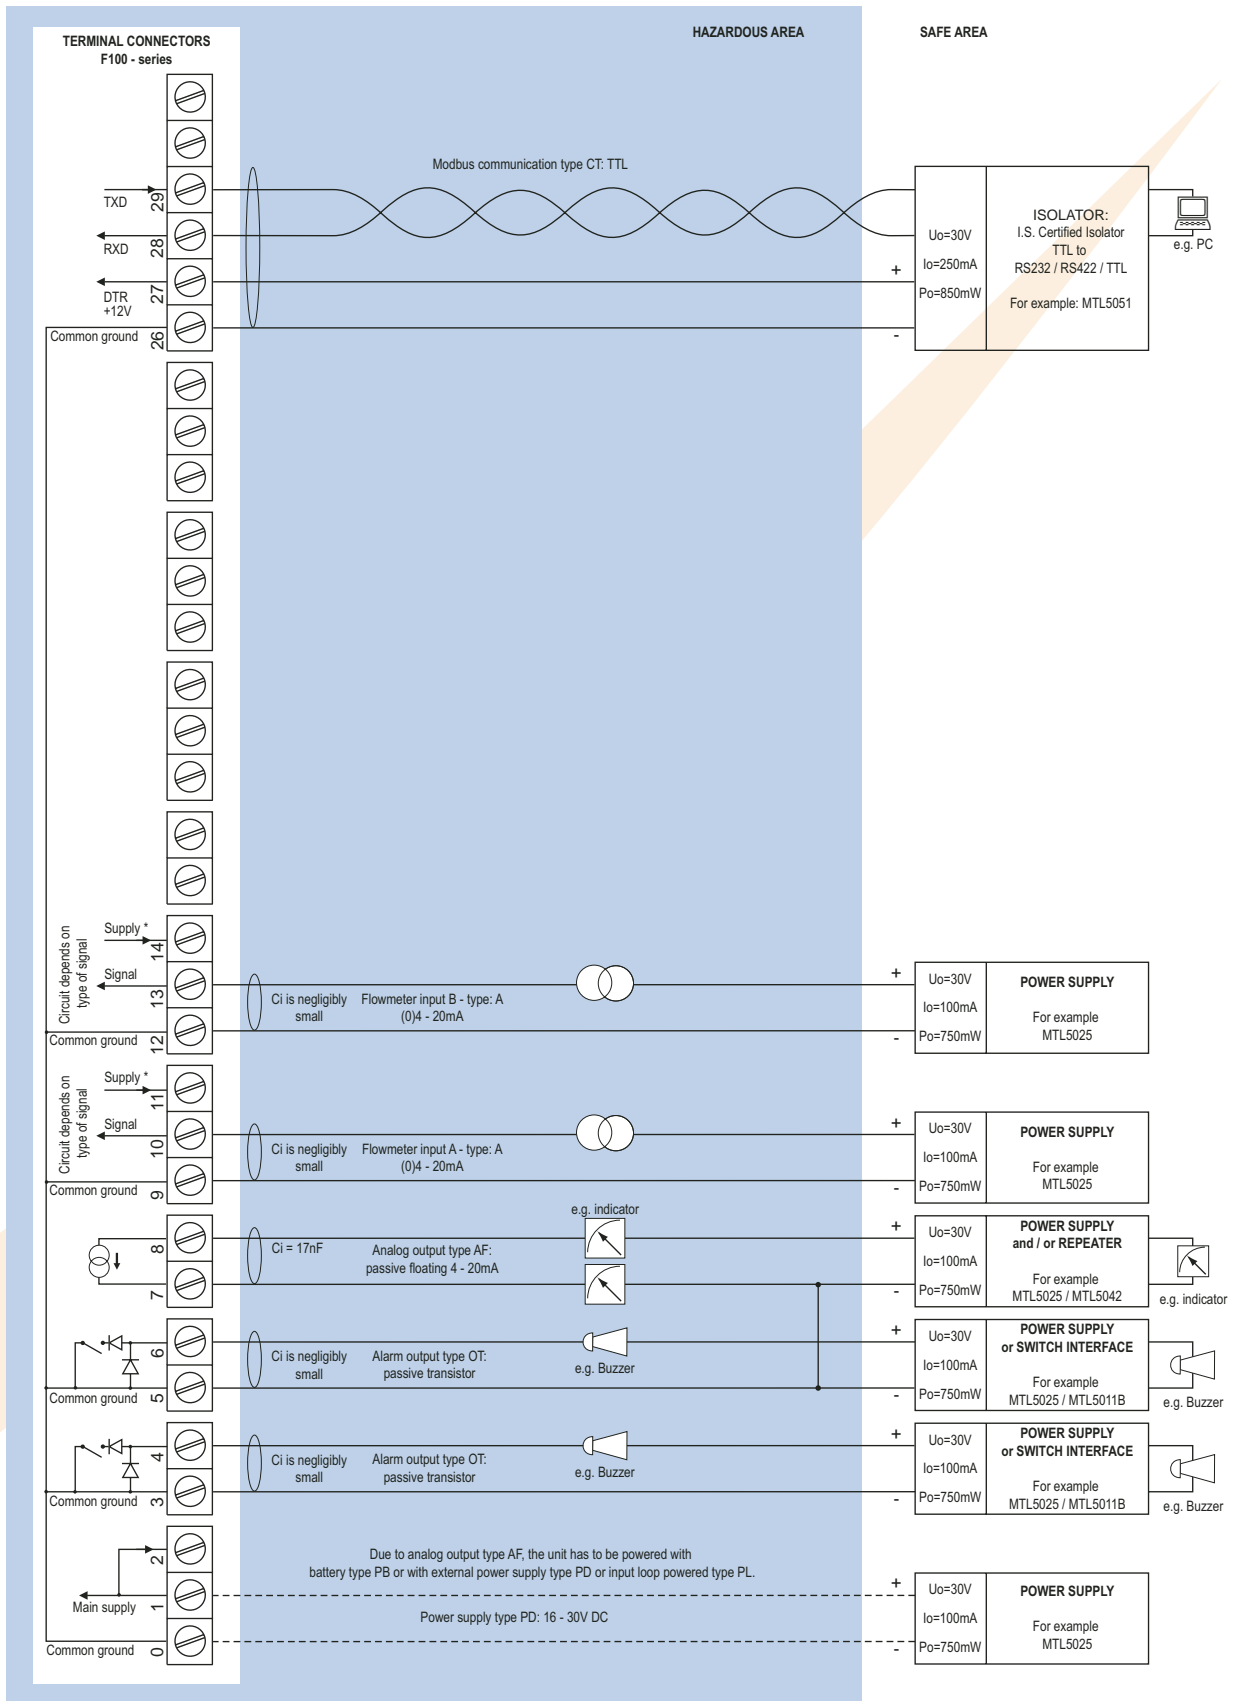 HAZARDOUS AREA
SAFE AREA
TERMINAL CONNECTORS
F100 - series
Modbus communication type CT: TTL
TXD
29
RXD
28
DTR
+12V
27
Common ground
26
+
-
Uo=30V
Io=250mA
Po=850mW
ISOLATOR:
I.S. Certified Isolator
TTL to
RS232 / RS422 / TTL
For example: MTL5051
e.g. PC
Circuit depends on
type of signal
Supply *
14
Signal
13
Common ground
12
Ci is negligibly
small
Flowmeter input B - type: A
(0)4 - 20mA
+
-
Uo=30V
Io=100mA
Po=750mW
POWER SUPPLY
For example
MTL5025
Circuit depends on
type of signal
Supply *
11
Signal
10
Common ground
9
Ci is negligibly
small
Flowmeter input A - type: A
(0)4 - 20mA
+
-
Uo=30V
Io=100mA
Po=750mW
POWER SUPPLY
For example
MTL5025
8
7
Ci = 17nF
Analog output type AF:
passive floating 4 - 20mA
e.g. indicator
+
-
Uo=30V
Io=100mA
Po=750mW
POWER SUPPLY
and / or REPEATER
For example
MTL5025 / MTL5042
e.g. indicator
6
Common ground
5
Ci is negligibly
small
Alarm output type OT:
passive transistor
e.g. Buzzer
+
-
Uo=30V
Io=100mA
Po=750mW
POWER SUPPLY
or SWITCH INTERFACE
For example
MTL5025 / MTL5011B
e.g. Buzzer
4
Common ground
3
Ci is negligibly
small
Alarm output type OT:
passive transistor
e.g. Buzzer
+
-
Uo=30V
Io=100mA
Po=750mW
POWER SUPPLY
or SWITCH INTERFACE
For example
MTL5025 / MTL5011B
e.g. Buzzer
2
Main supply
1
Common ground
0
Due to analog output type AF, the unit has to be powered with
battery type PB or with external power supply type PD or input loop powered type PL.
Power supply type PD: 16 - 30V DC
+
-
Uo=30V
Io=100mA
Po=750mW
POWER SUPPLY
For example
MTL5025